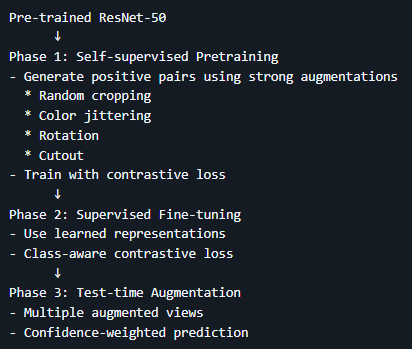 Pre-trained ResNet-50
↓
Phase 1: Self-supervised Pretraining
- Generate positive pairs using strong augmentations
* Random cropping
* Color jittering
* Rotation
* Cutout
- Train with contrastive loss
↓
Phase 2: Supervised Fine-tuning
- Use learned representations
- Class-aware contrastive loss
↓
Phase 3: Test-time Augmentation
- Multiple augmented views
- Confidence-weighted prediction